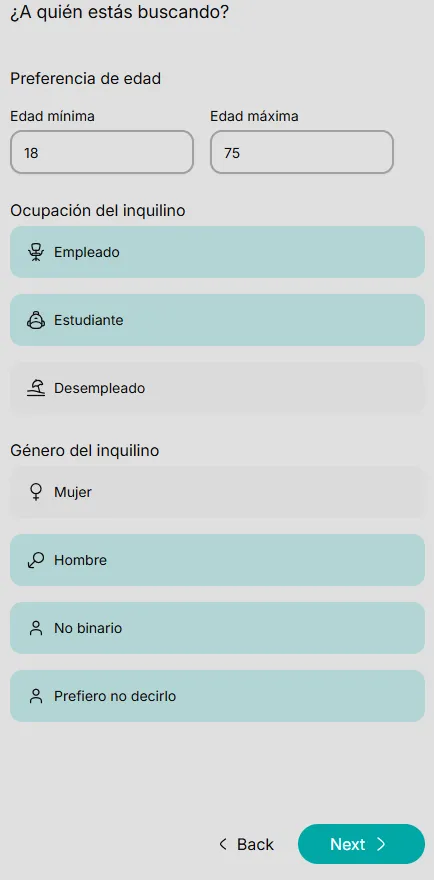 ¿A quién estás buscando?
Preferencia de edad
Edad mínima
Edad máxima
18
75
Ocupación del inquilino
Empleado
Estudiante
Desempleado
Género del inquilino
Mujer
Hombre
No binario
Prefiero no decirlo
Back
Next